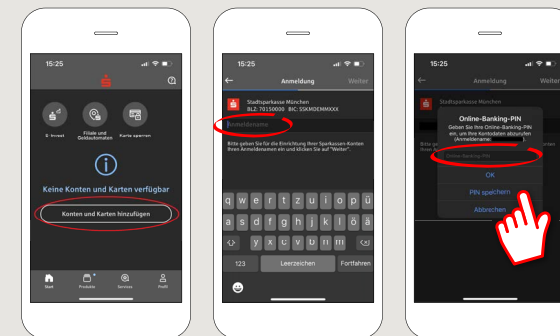 15:25
S-Invest
Filiale und
Geldautomaten
Karte sperren
Keine Konten und Karten verfügbar
Konten und Karten hinzufügen
Start
Produkte
Services
Profil
15:25
Anmeldung
Weiter
Stadtsparkasse München
BLZ: 70150000 BIC: SSKMDEMMXXX
Anmeldename
Bitte geben Sie für die Einrichtung Ihrer Sparkassen-Konten
Ihren Anmeldenamen ein und klicken Sie auf "Weiter".
q w e r t z u i o p ü
a s d f g h j k l ö ä
y x c v b n m
123
Leerzeichen
Fortfahren
15:25
Anmeldung
Weiter
Stadtsparkasse München
Online-Banking-PIN
Geben Sie Ihre Online-Banking-PIN
ein, um Ihre Kontodaten abzurufen
(Anmeldename: ).
Online-Banking-PIN
OK
PIN speichern
Abbrechen